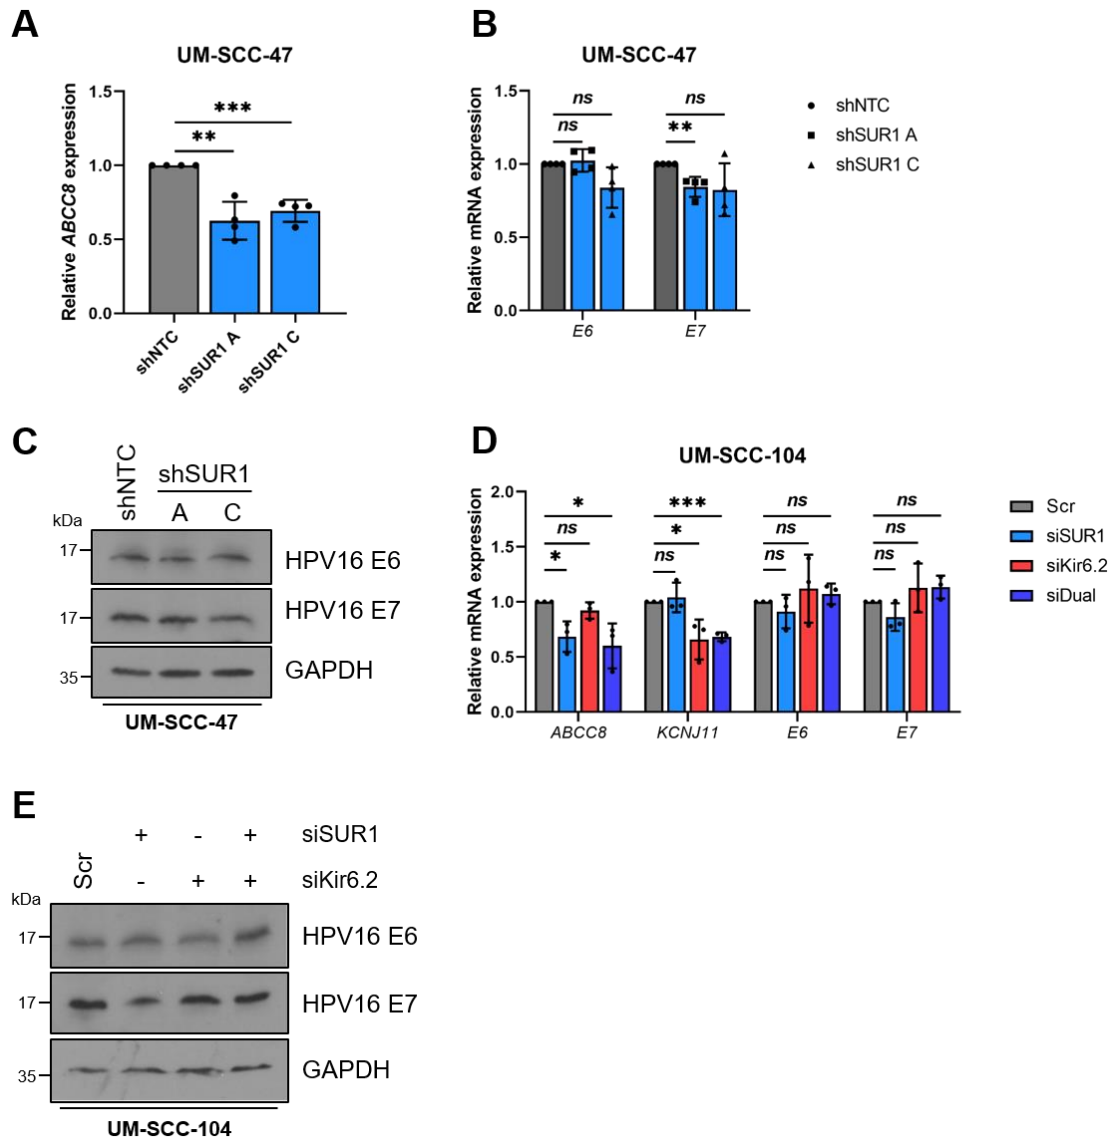 A
UM-SCC-47
Relative ABCC8 expression
1.5
1.0
0.5
0.0
***
**
shNTC
shSUR1 A
shSUR1 C
B
UM-SCC-47
Relative mRNA expression
1.5
1.0
0.5
0.0
ns
ns
ns
**
E6
E7
shNTC
shSUR1 A
shSUR1 C
C
shNTC
shSUR1
A
C
kDa
17
HPV16 E6
17
HPV16 E7
35
GAPDH
UM-SCC-47
D
UM-SCC-104
Relative mRNA expression
2.0
1.5
1.0
0.5
0.0
*
ns
*
***
*
ns
ns
ns
ns
ns
ns
ns
ABCC8
KCNJ11
E6
E7
Scr
siSUR1
siKir6.2
siDual
E
Scr
+ - + siSUR1
- + + siKir6.2
kDa
17
HPV16 E6
17
HPV16 E7
35
GAPDH
UM-SCC-104